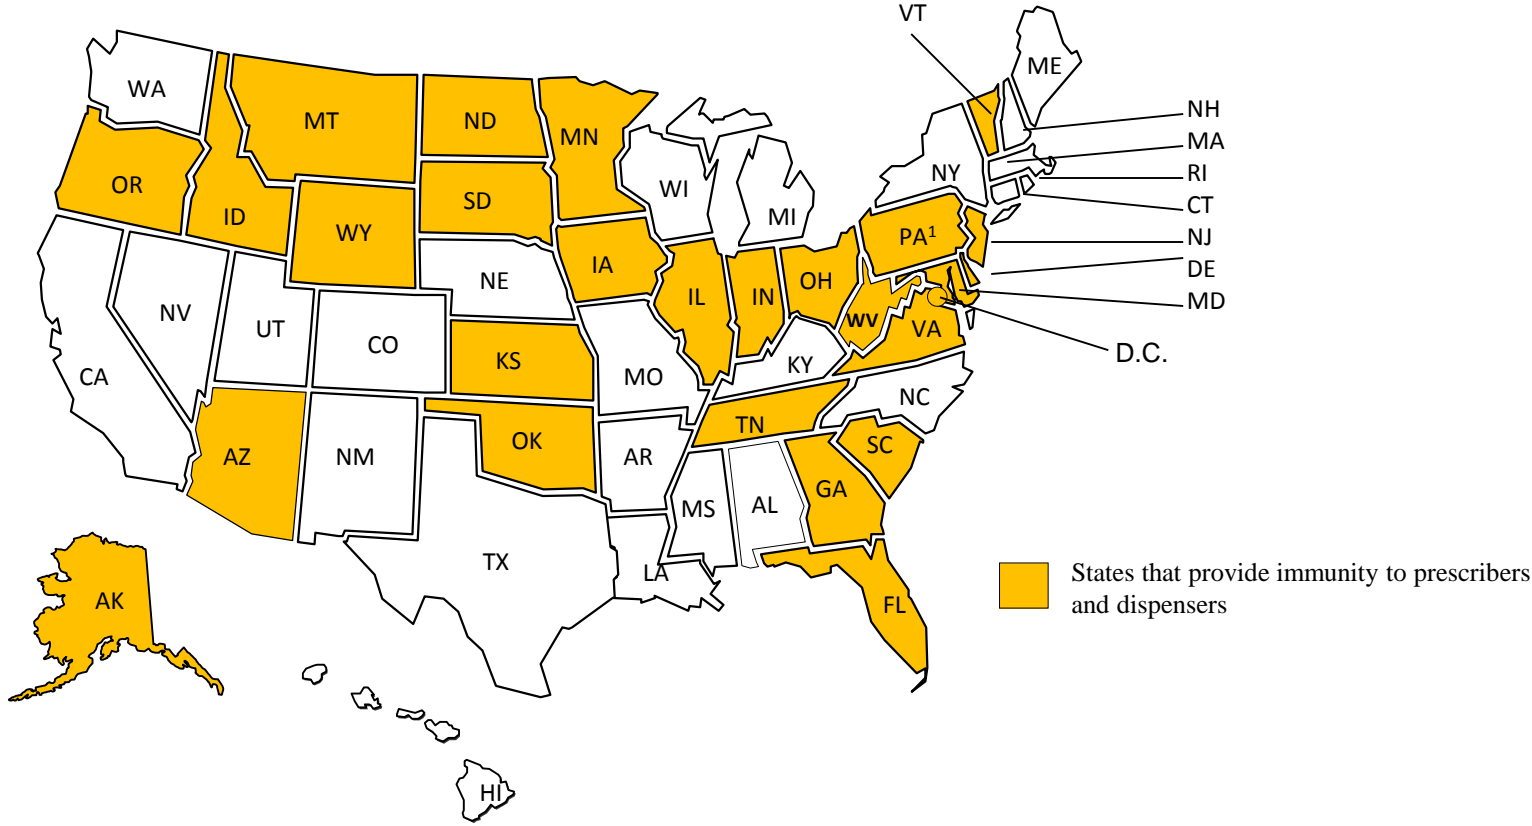 VT
ME
WA
NH
MT
ND
MN
MA
OR
NY
RI
WI
ID
SD
MI
CT
WY
PA¹
NJ
IA
DE
NE
OH
IL
IN
MD
NV
WV
UT
VA
CO
D.C.
KS
KY
CA
MO
NC
TN
OK
SC
AZ
NM
AR
GA
MS
AL
TX
LA
States that provide immunity to prescribers
and dispensers
AK
FL
HI